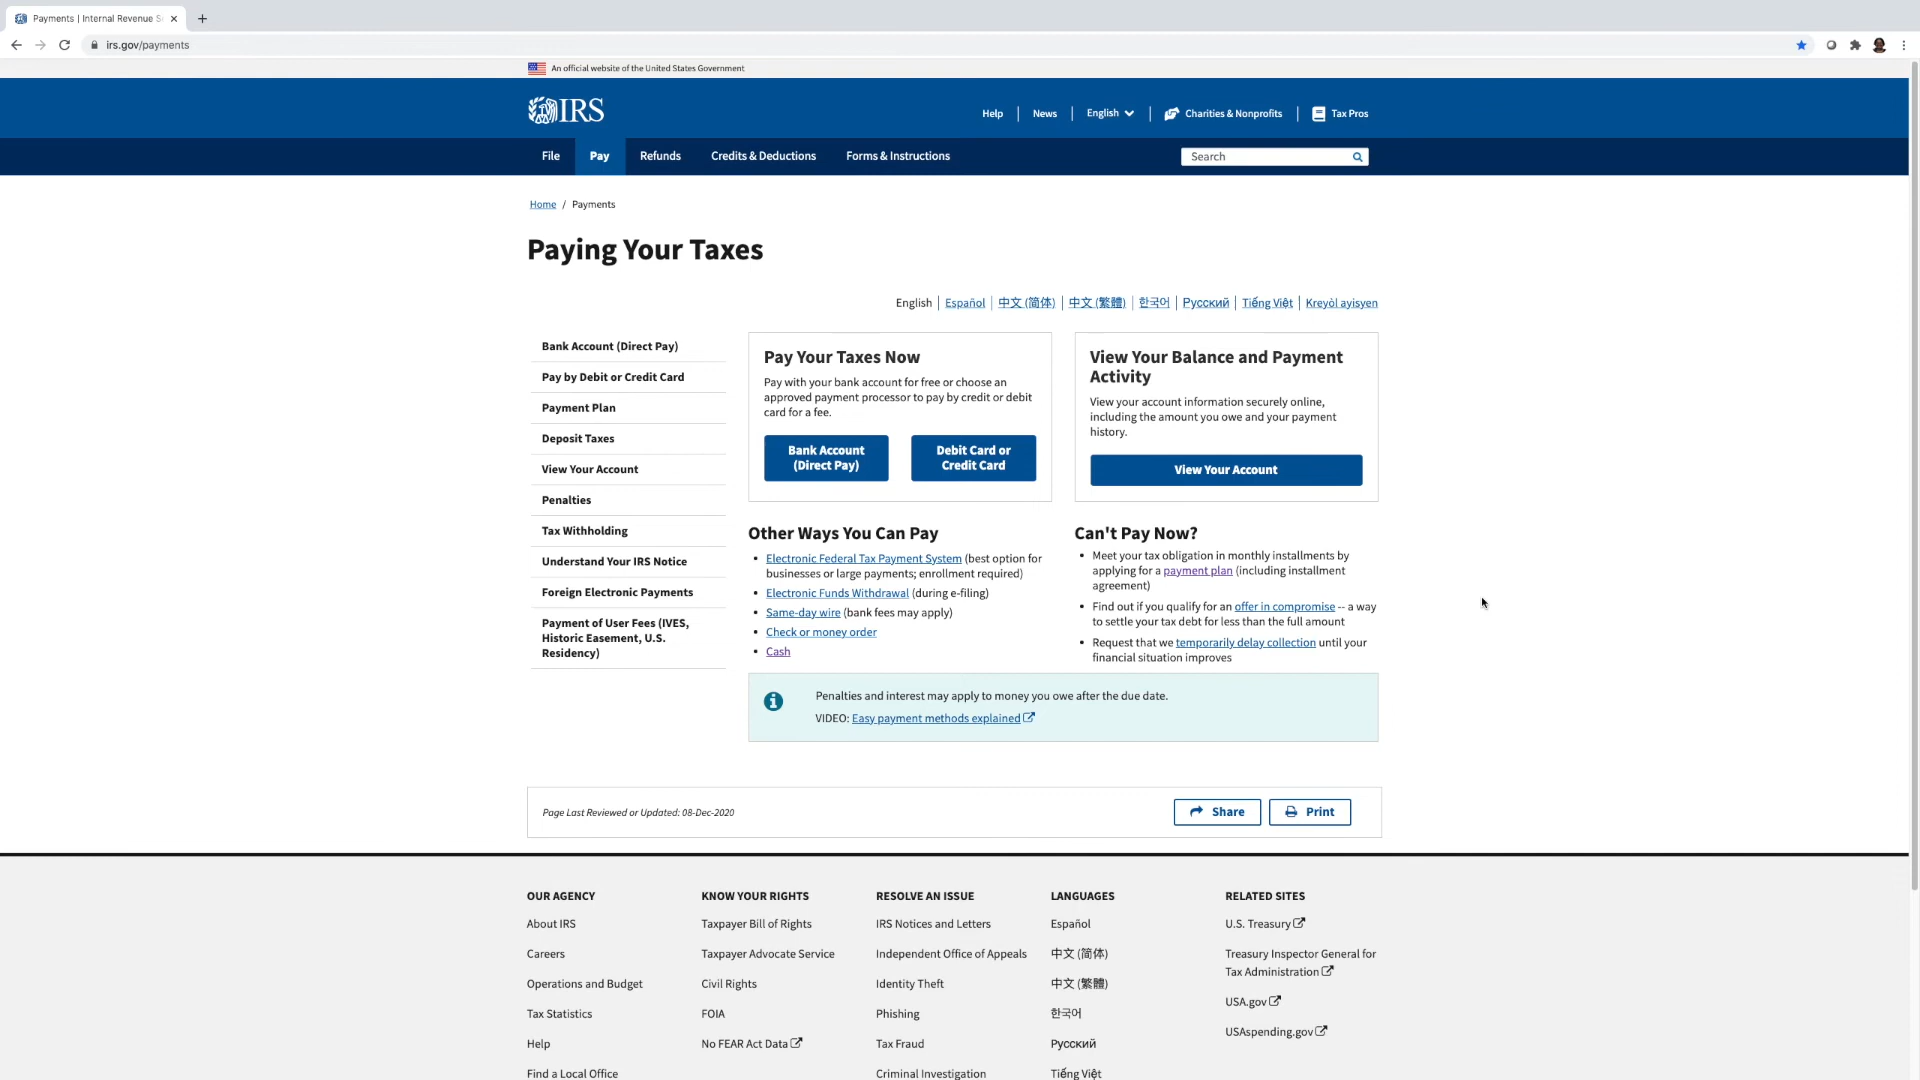 Payments | Internal Revenue S
irs.gov/payments
An official website of the United States Government
IRS
Help
News
English
Charities & Nonprofits
Tax Pros
File
Pay
Refunds
Credits & Deductions
Forms & Instructions
Search
Home / Payments
Paying Your Taxes
English | Español | 中文 (简体) | 中文 (繁體) | 한국어 | Русский | Tiếng Việt | Kreyòl ayisyen
Bank Account (Direct Pay)
Pay by Debit or Credit Card
Payment Plan
Deposit Taxes
View Your Account
Penalties
Tax Withholding
Understand Your IRS Notice
Foreign Electronic Payments
Payment of User Fees (IVES,
Historic Easement, U.S.
Residency)
Pay Your Taxes Now
Pay with your bank account for free or choose an
approved payment processor to pay by credit or debit
card for a fee.
Bank Account
(Direct Pay)
Debit Card or
Credit Card
View Your Balance and Payment
Activity
View your account information securely online,
including the amount you owe and your payment
history.
View Your Account
Other Ways You Can Pay
• Electronic Federal Tax Payment System (best option for
businesses or large payments; enrollment required)
• Electronic Funds Withdrawal (during e-filing)
• Same-day wire (bank fees may apply)
• Check or money order
• Cash
Can't Pay Now?
• Meet your tax obligation in monthly installments by
applying for a payment plan (including installment
agreement)
• Find out if you qualify for an offer in compromise -- a way
to settle your tax debt for less than the full amount
• Request that we temporarily delay collection until your
financial situation improves
Penalties and interest may apply to money you owe after the due date.
VIDEO: Easy payment methods explained
Page Last Reviewed or Updated: 08-Dec-2020
Share
Print
OUR AGENCY
About IRS
Careers
Operations and Budget
Tax Statistics
Help
Find a Local Office
KNOW YOUR RIGHTS
Taxpayer Bill of Rights
Taxpayer Advocate Service
Civil Rights
FOIA
No FEAR Act Data
RESOLVE AN ISSUE
IRS Notices and Letters
Independent Office of Appeals
Identity Theft
Phishing
Tax Fraud
Criminal Investigation
LANGUAGES
Español
中文 (简体)
中文 (繁體)
한국어
Русский
Tiếng Việt
RELATED SITES
U.S. Treasury
Treasury Inspector General for
Tax Administration
USA.gov
USAspending.gov